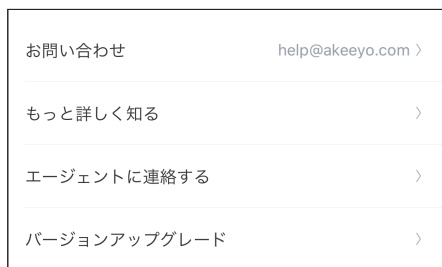 お問い合わせ help@akeeyo.com 〉
もっと詳しく知る 〉
エージェントに連絡する 〉
バージョンアップグレード 〉